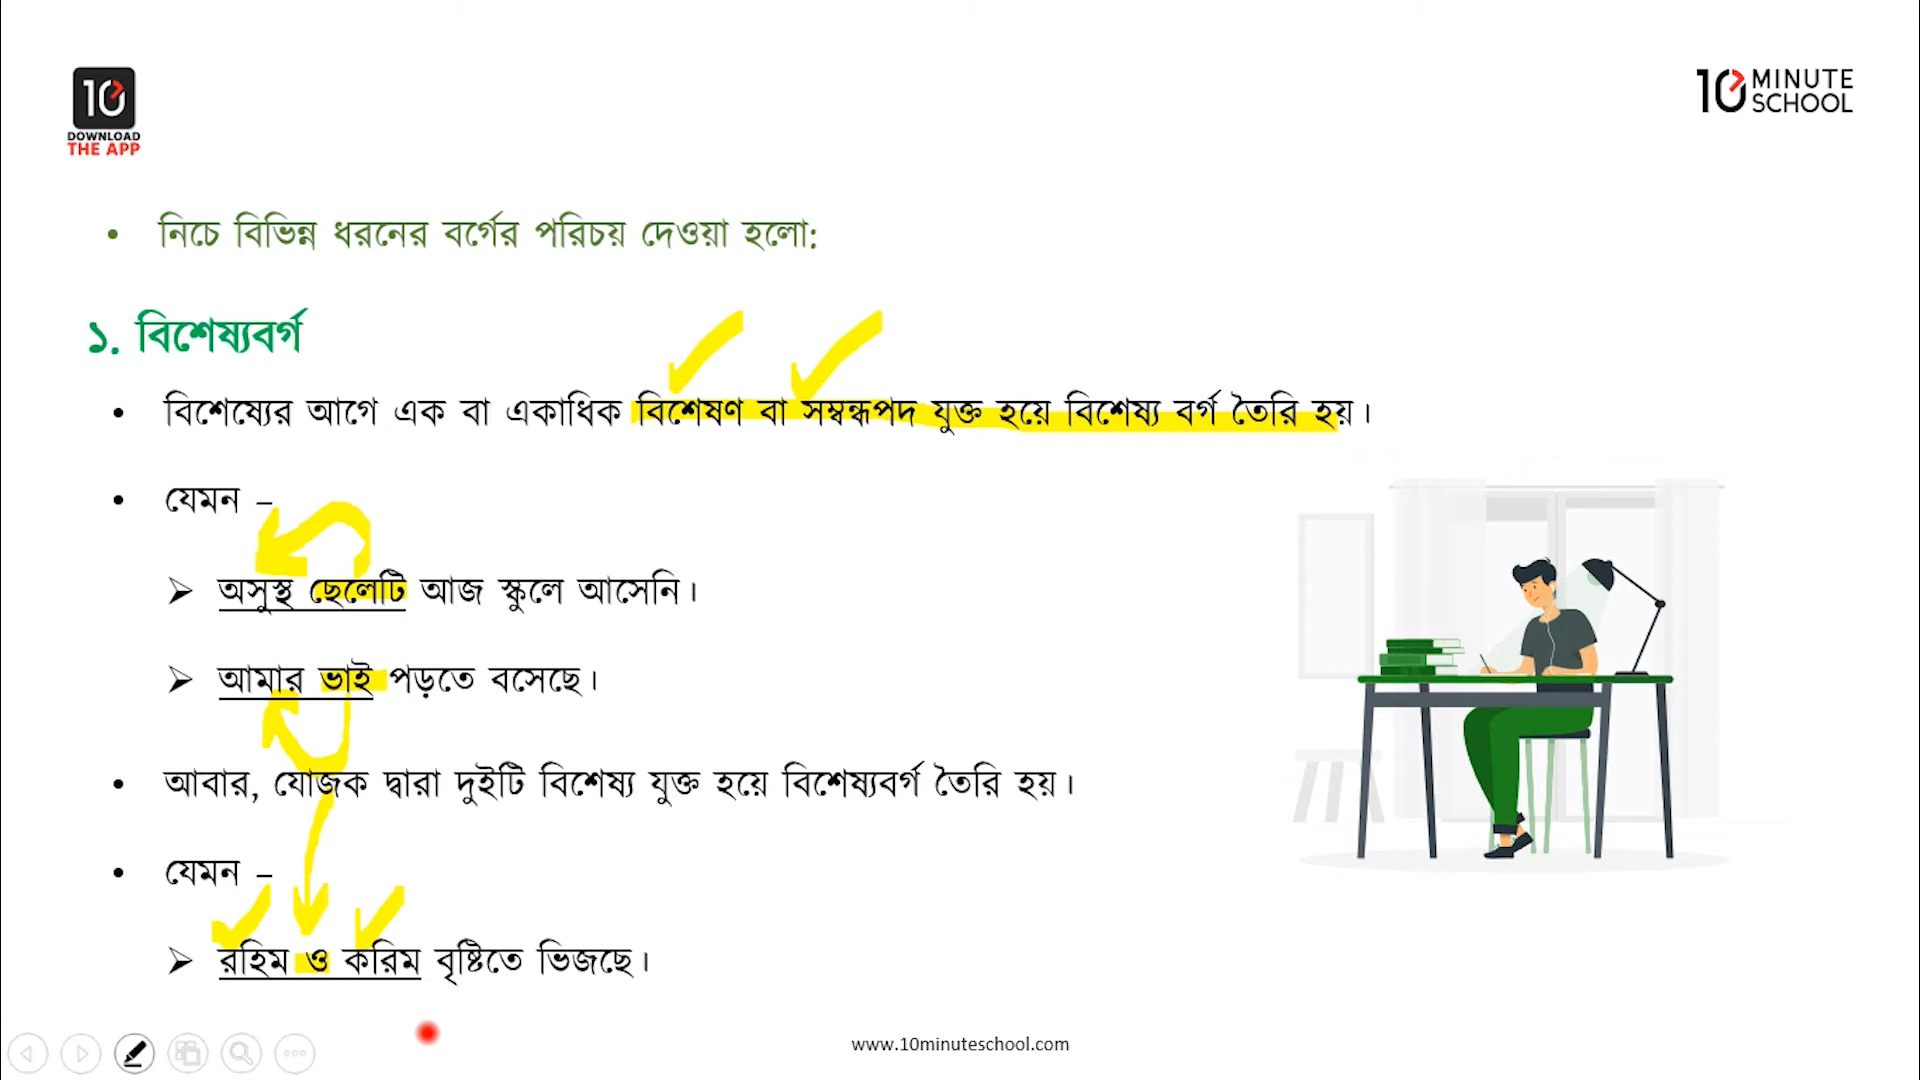 10
DOWNLOAD
THE APP
10 MINUTE
SCHOOL
• নিচে বিভিন্ন ধরনের বর্গের পরিচয় দেওয়া হলো:
১. বিশেষ্যবর্গ
• বিশেষ্যের আগে এক বা একাধিক বিশেষণ বা সম্বন্ধপদ যুক্ত হয়ে বিশেষ্য বর্গ তৈরি হয়।
• যেমন –
➢ অসুস্থ ছেলেটি আজ স্কুলে আসেনি।
➢ আমার ভাই পড়তে বসেছে।
• আবার, যোজক দ্বারা দুইটি বিশেষ্য যুক্ত হয়ে বিশেষ্যবর্গ তৈরি হয়।
• যেমন –
➢ রহিম ও করিম বৃষ্টিতে ভিজছে।
www.10minuteschool.com